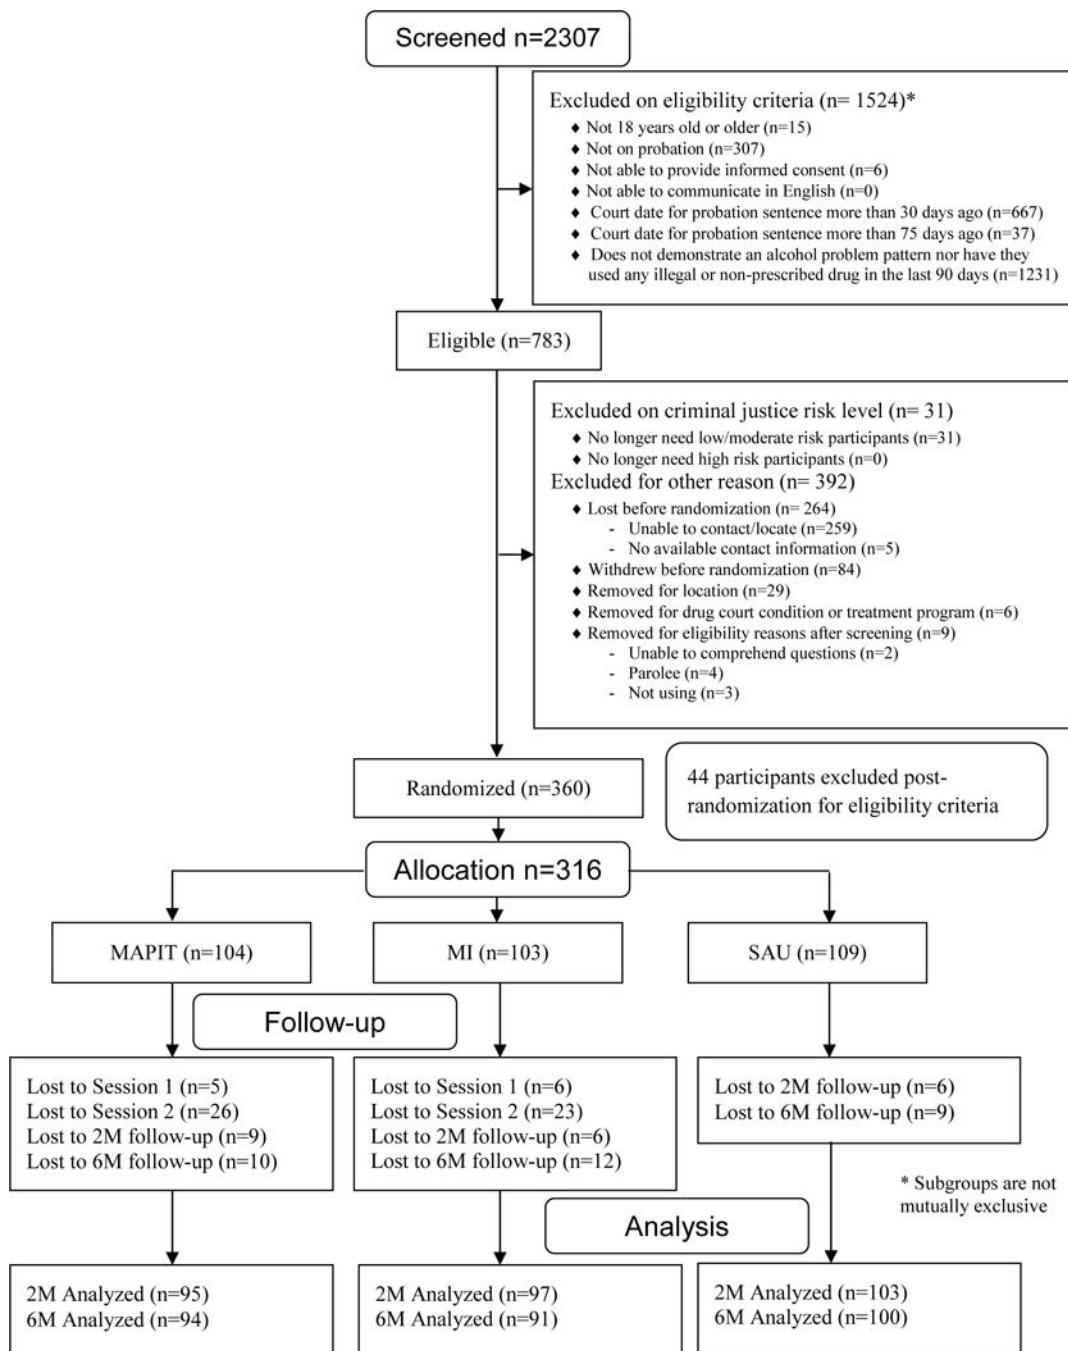 Screened n=2307
Excluded on eligibility criteria (n= 1524)*
♦ Not 18 years old or older (n=15)
♦ Not on probation (n=307)
♦ Not able to provide informed consent (n=6)
♦ Not able to communicate in English (n=0)
♦ Court date for probation sentence more than 30 days ago (n=667)
♦ Court date for probation sentence more than 75 days ago (n=37)
♦ Does not demonstrate an alcohol problem pattern nor have they
used any illegal or non-prescribed drug in the last 90 days (n=1231)
Eligible (n=783)
Excluded on criminal justice risk level (n= 31)
♦ No longer need low/moderate risk participants (n=31)
♦ No longer need high risk participants (n=0)
Excluded for other reason (n= 392)
♦ Lost before randomization (n= 264)
- Unable to contact/locate (n=259)
- No available contact information (n=5)
♦ Withdrew before randomization (n=84)
♦ Removed for location (n=29)
♦ Removed for drug court condition or treatment program (n=6)
♦ Removed for eligibility reasons after screening (n=9)
- Unable to comprehend questions (n=2)
- Parolee (n=4)
- Not using (n=3)
Randomized (n=360)
44 participants excluded post-
randomization for eligibility criteria
Allocation n=316
MAPIT (n=104)
MI (n=103)
SAU (n=109)
Follow-up
Lost to Session 1 (n=5)
Lost to Session 2 (n=26)
Lost to 2M follow-up (n=9)
Lost to 6M follow-up (n=10)
Lost to Session 1 (n=6)
Lost to Session 2 (n=23)
Lost to 2M follow-up (n=6)
Lost to 6M follow-up (n=12)
Lost to 2M follow-up (n=6)
Lost to 6M follow-up (n=9)
* Subgroups are not
mutually exclusive
Analysis
2M Analyzed (n=95)
6M Analyzed (n=94)
2M Analyzed (n=97)
6M Analyzed (n=91)
2M Analyzed (n=103)
6M Analyzed (n=100)